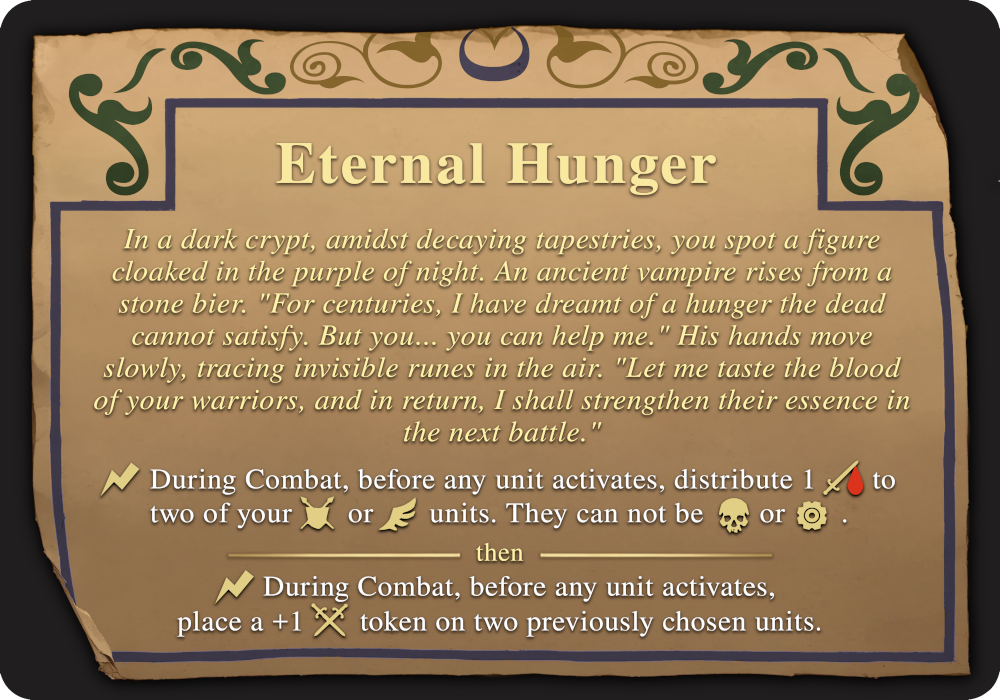 Eternal Hunger
In a dark crypt, amidst decaying tapestries, you spot a figure
cloaked in the purple of night. An ancient vampire rises from a
stone bier. "For centuries, I have dreamt of a hunger the dead
cannot satisfy. But you... you can help me." His hands move
slowly, tracing invisible runes in the air. "Let me taste the blood
of your warriors, and in return, I shall strengthen their essence in
the next battle."
During Combat, before any unit activates, distribute 1 to
two of your or units. They can not be or .
then
During Combat, before any unit activates,
place a +1 token on two previously chosen units.